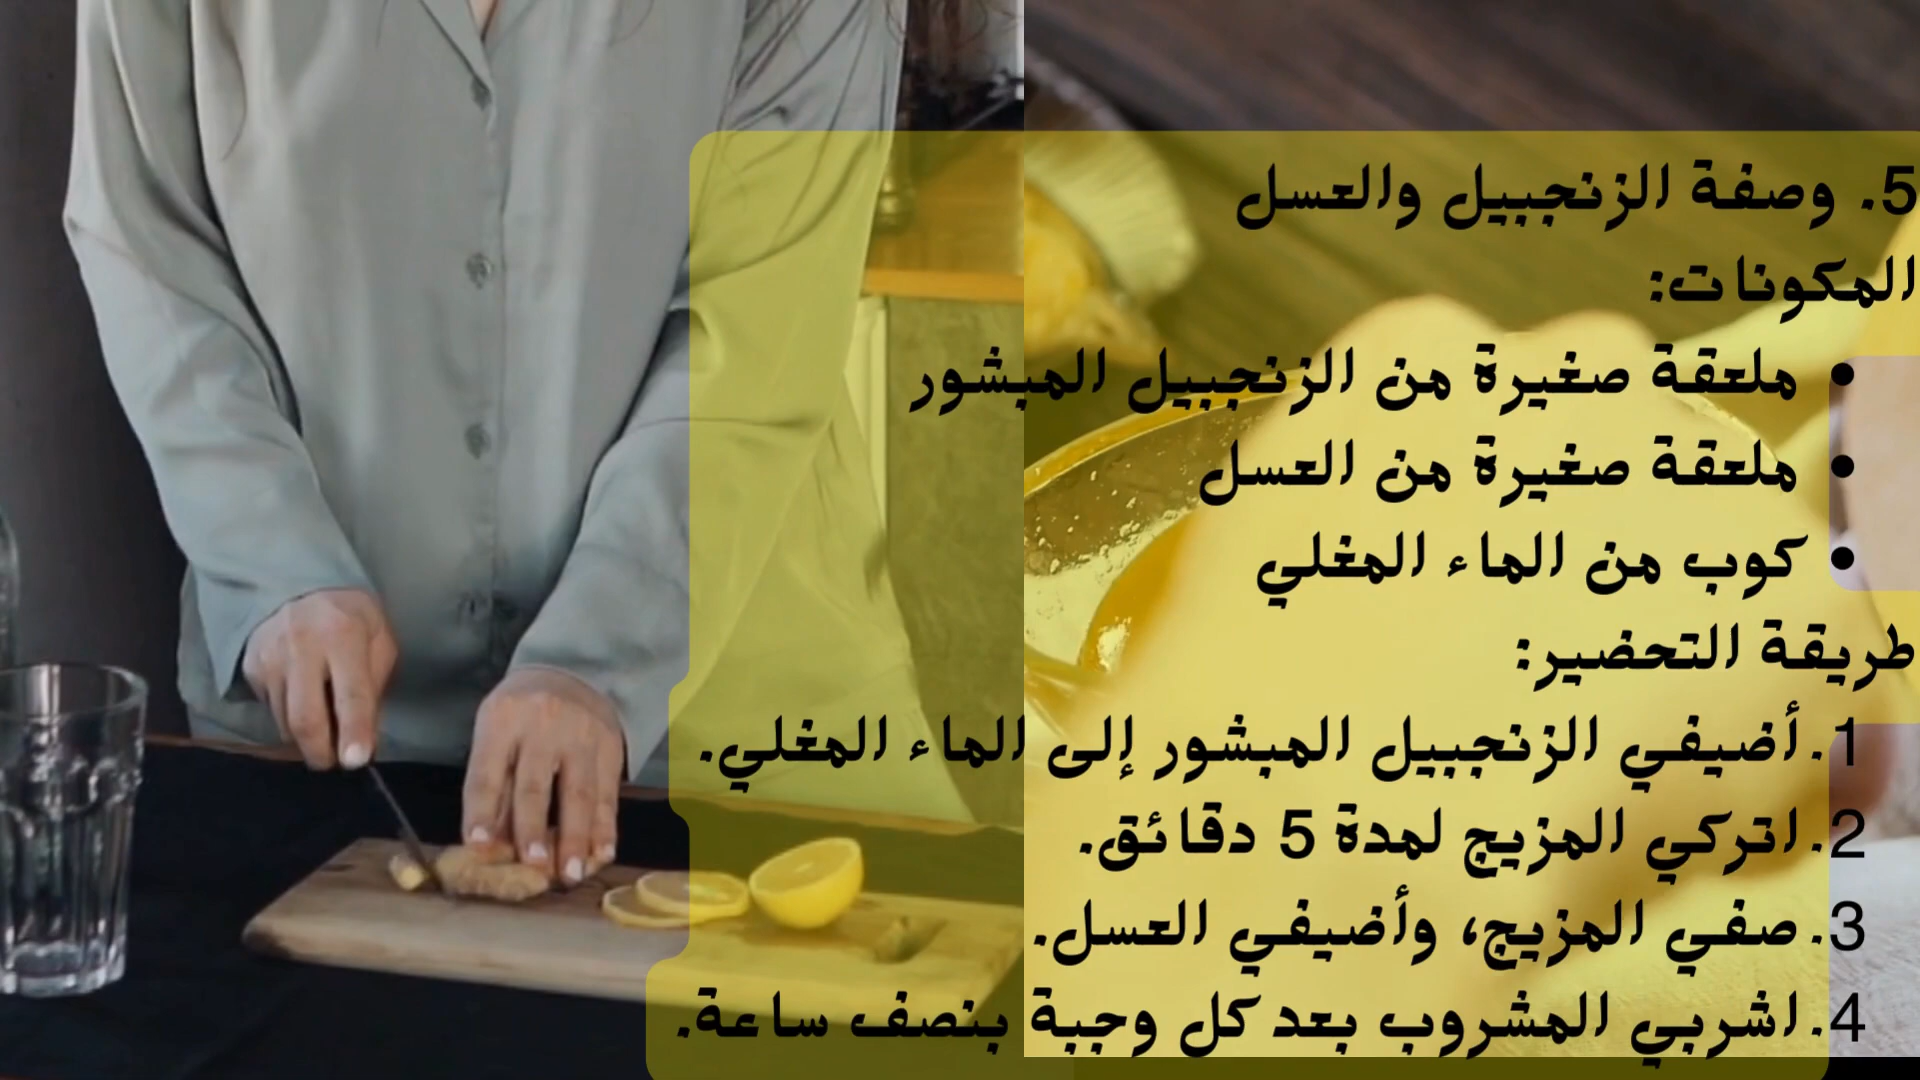 5. وصفة الزنجبيل والعسل
المكونات:
• ملعقة صغيرة من الزنجبيل المبشور
• ملعقة صغيرة من العسل
• كوب من الماء المغلي
طريقة التحضير:
1. أضيفي الزنجبيل المبشور إلى الماء المغلي.
2. اتركي المزيج لمدة 5 دقائق.
3. صفي المزيج، وأضيفي العسل.
4. اشربي المشروب بعد كل وجبة بنصف ساعة.